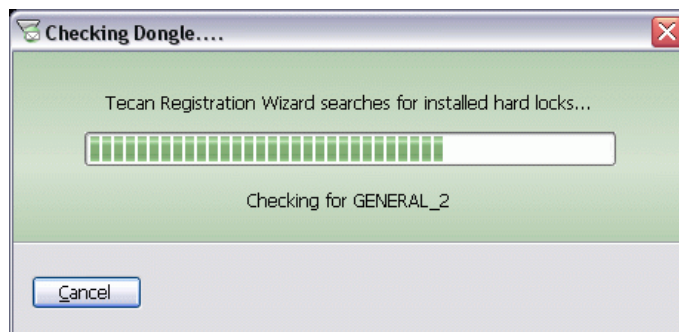 Checking Dongle....
Tecan Registration Wizard searches for installed hard locks...
Checking for GENERAL_2
Cancel